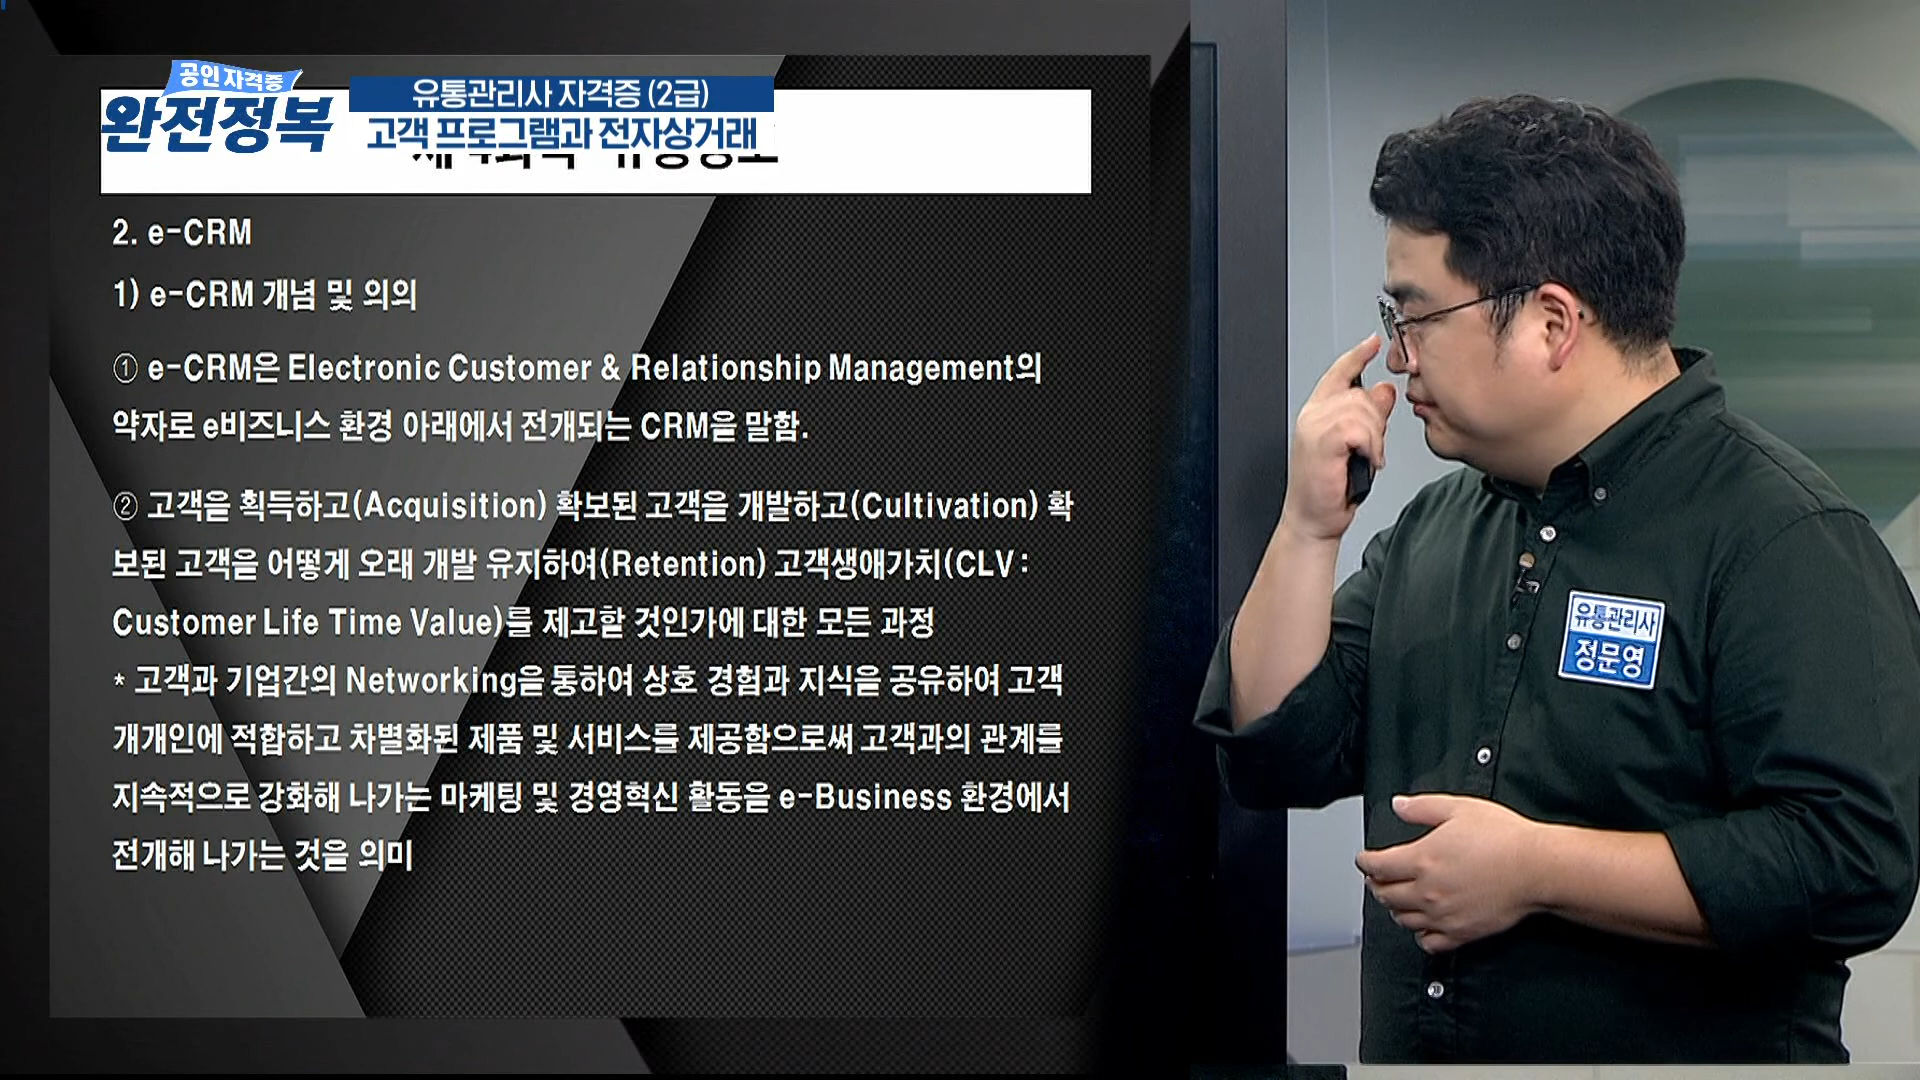 공인 자격증
완전정복
유통관리사 자격증 (2급)
고객 프로그램과 전자상거래
2. e-CRM
1) e-CRM 개념 및 의의
① e-CRM은 Electronic Customer & Relationship Management의
약자로 e비즈니스 환경 아래에서 전개되는 CRM을 말함.
② 고객을 획득하고(Acquisition) 확보된 고객을 개발하고(Cultivation) 확
보된 고객을 어떻게 오래 개발 유지하여(Retention) 고객생애가치(CLV :
Customer Life Time Value)를 제고할 것인가에 대한 모든 과정
* 고객과 기업간의 Networking을 통하여 상호 경험과 지식을 공유하여 고객
개개인에 적합하고 차별화된 제품 및 서비스를 제공함으로써 고객과의 관계를
지속적으로 강화해 나가는 마케팅 및 경영혁신 활동을 e-Business 환경에서
전개해 나가는 것을 의미
유통관리사
정문영